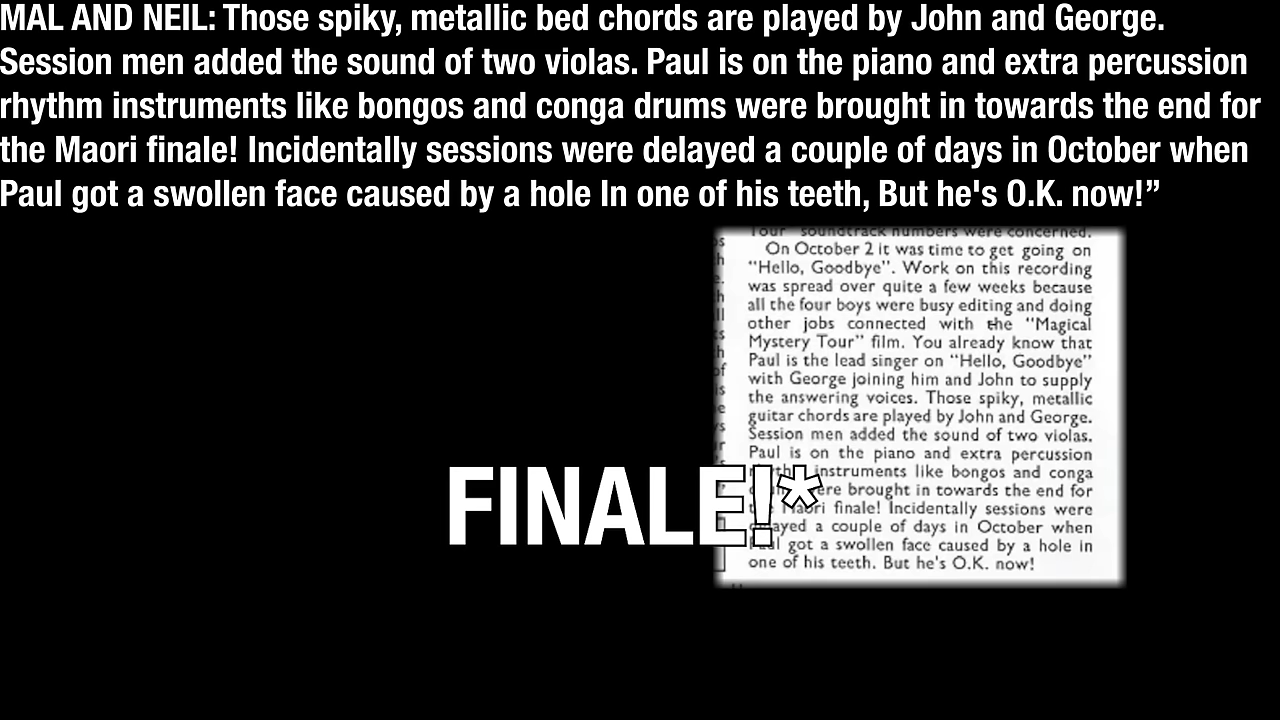 MAL AND NEIL: Those spiky, metallic bed chords are played by John and George.
Session men added the sound of two violas. Paul is on the piano and extra percussion
rhythm instruments like bongos and conga drums were brought in towards the end for
the Maori finale! Incidentally sessions were delayed a couple of days in October when
Paul got a swollen face caused by a hole In one of his teeth, But he's O.K. now!”
Tour" soundtrack numbers were concerned.
On October 2 it was time to get going on
"Hello, Goodbye". Work on this recording
was spread over quite a few weeks because
all the four boys were busy editing and doing
other jobs connected with the "Magical
Mystery Tour" film. You already know that
Paul is the lead singer on "Hello, Goodbye"
with George joining him and John to supply
the answering voices. Those spiky, metallic
guitar chords are played by John and George.
Session men added the sound of two violas.
Paul is on the piano and extra percussion
instruments like bongos and conga
were brought in towards the end for
Maori finale! Incidentally sessions were
delayed a couple of days in October when
Paul got a swollen face caused by a hole in
one of his teeth. But he's O.K. now!
FINALE!*